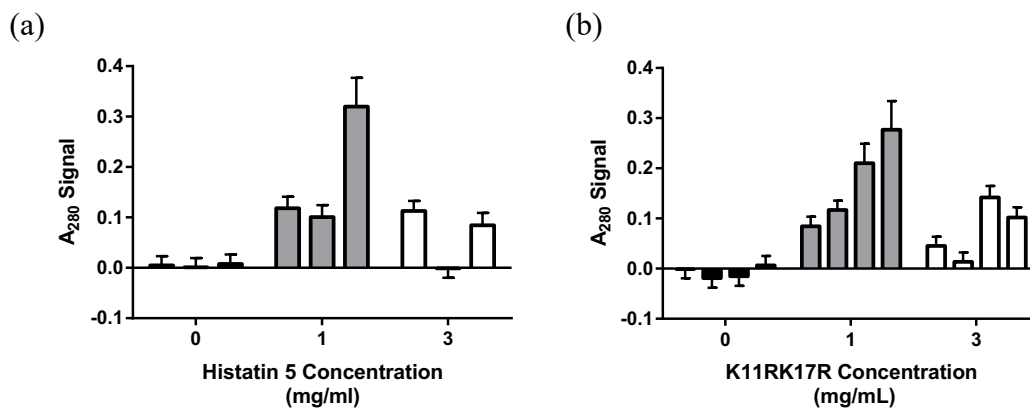 (a)
(b)
0.4
0.3
0.2
0.1
0.0
-0.1
A280 Signal
0
1
3
Histatin 5 Concentration
(mg/ml)
0.4
0.3
0.2
0.1
0.0
-0.1
A280 Signal
0
1
3
K11RK17R Concentration
(mg/mL)